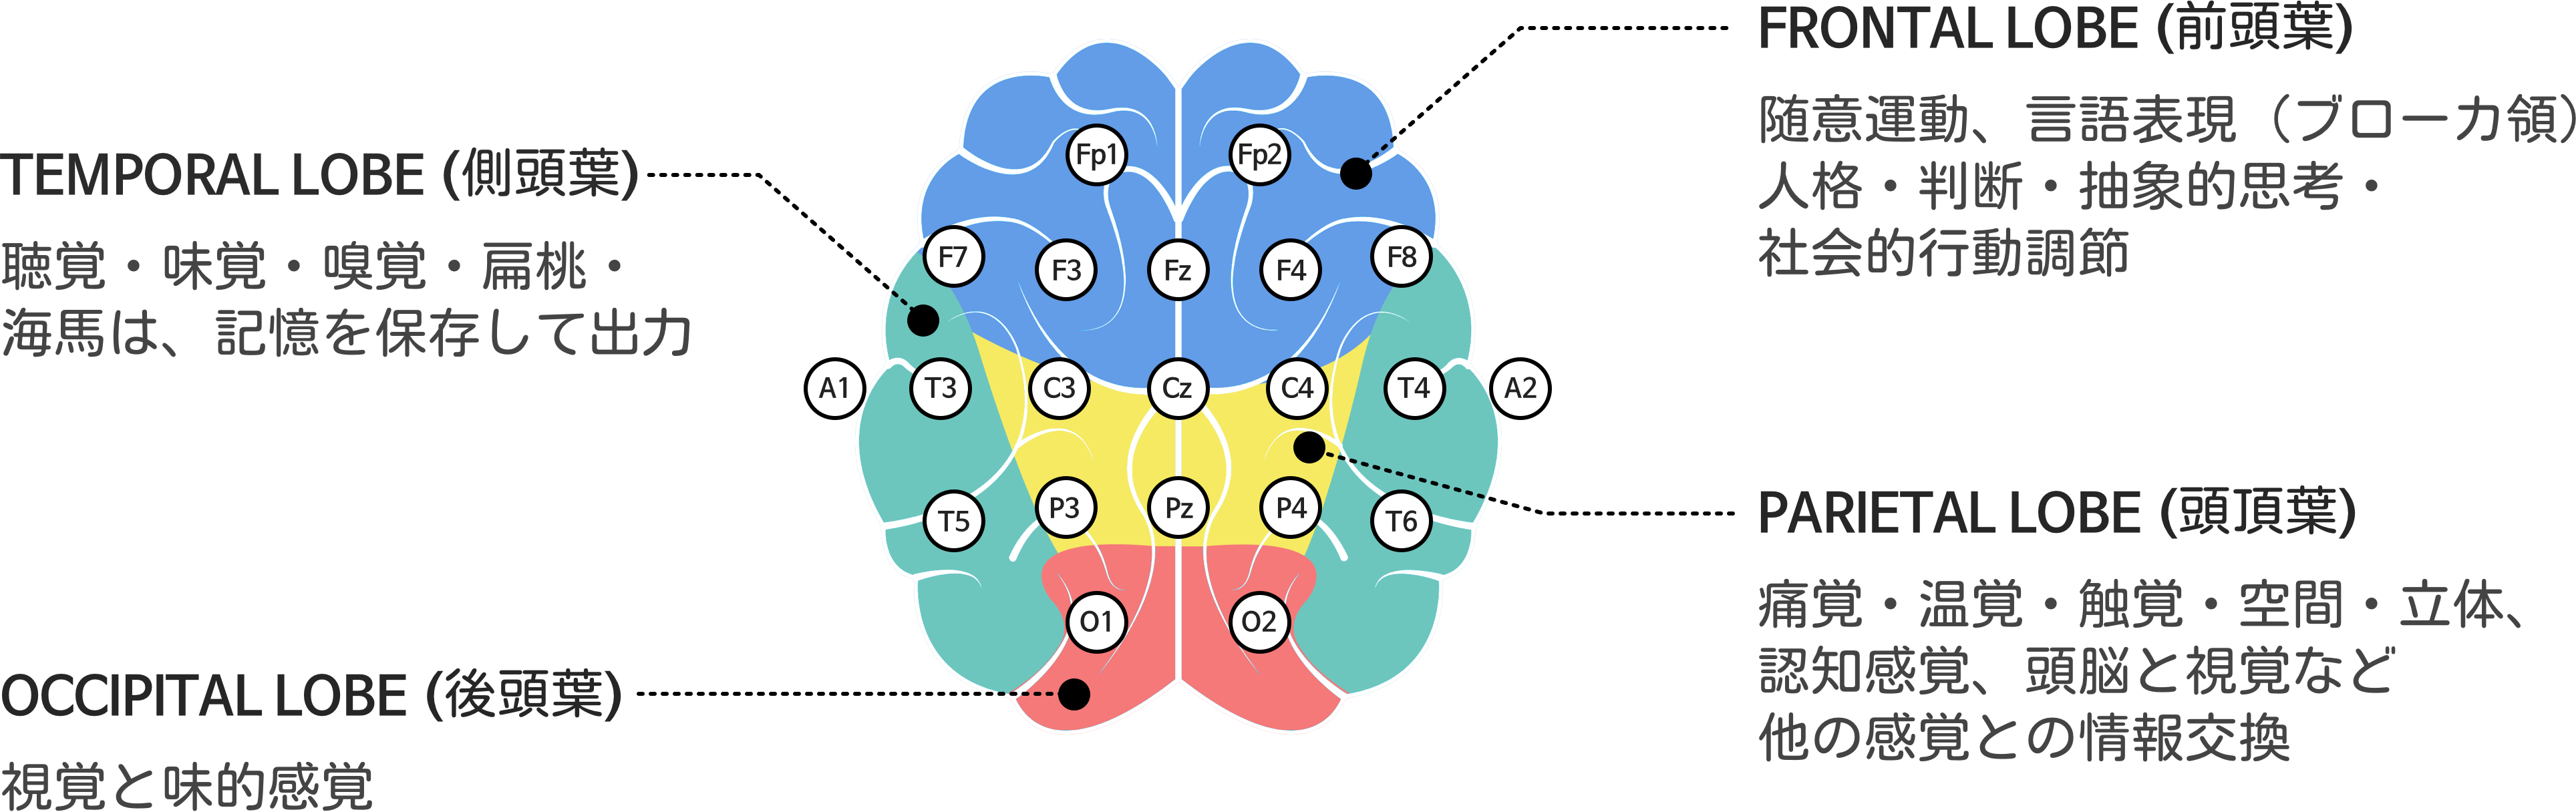 FRONTAL LOBE (前頭葉)
随意運動、言語表現（ブローカ領）
人格・判断・抽象的思考・
社会的行動調節
TEMPORAL LOBE (側頭葉)
聴覚・味覚・嗅覚・扁桃・
海馬は、記憶を保存して出力
Fp1 Fp2
F7 F3 Fz F4 F8
A1 T3 C3 Cz C4 T4 A2
T5 P3 Pz P4 T6
O1 O2
PARIETAL LOBE (頭頂葉)
痛覚・温覚・触覚・空間・立体、
認知感覚、頭脳と視覚など
他の感覚との情報交換
OCCIPITAL LOBE (後頭葉)
視覚と味的感覚